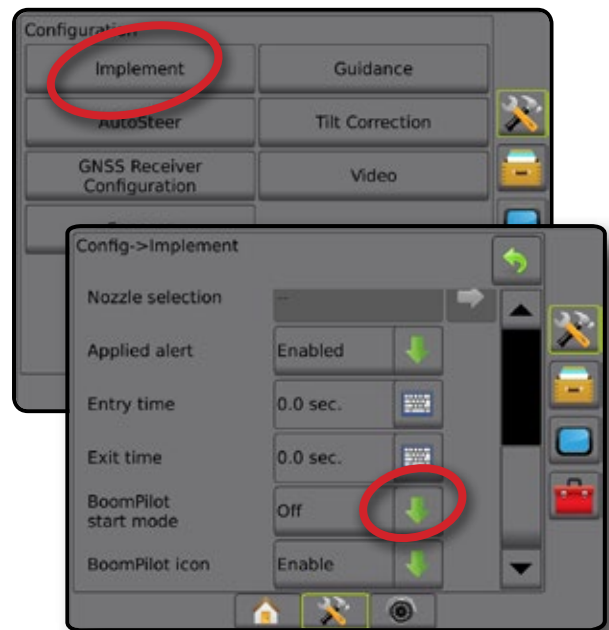 Configuration
Implement
Guidance
AutoSteer
Tilt Correction
GNSS Receiver
Configuration
Video
Config->Implement
Nozzle selection
--
Applied alert
Enabled
Entry time
0.0 sec.
Exit time
0.0 sec.
BoomPilot
start mode
Off
BoomPilot icon
Enable